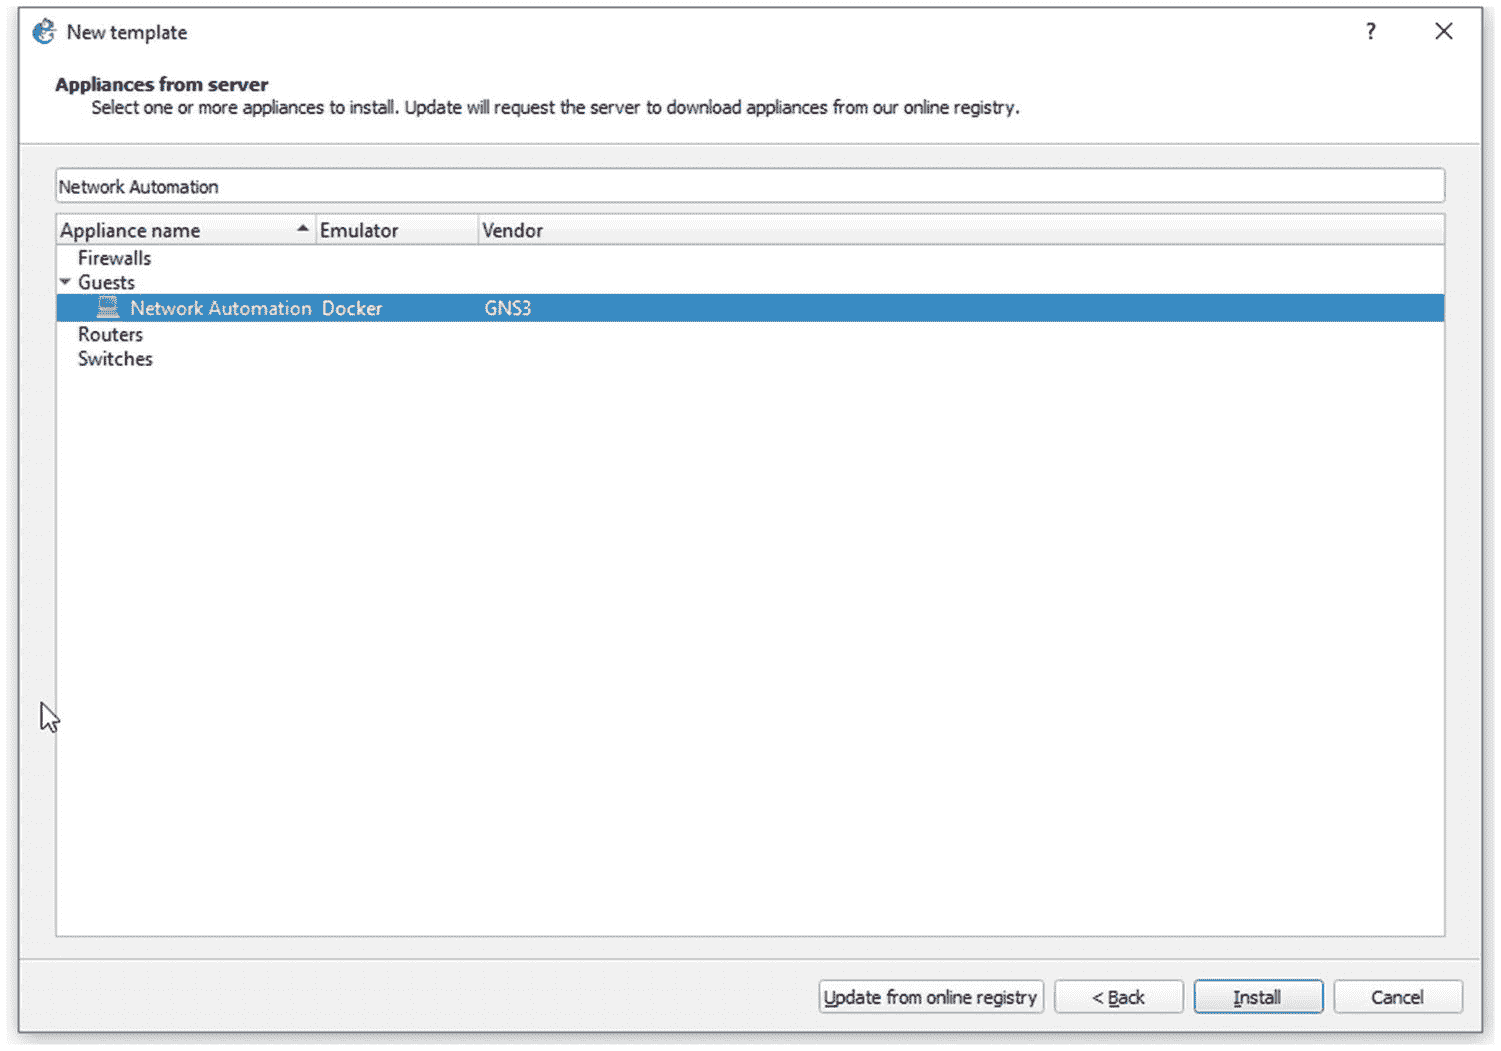 New template
?
Appliances from server
Select one or more appliances to install. Update will request the server to download appliances from our online registry.
Network Automation
Appliance name Emulator Vendor
Firewalls
Guests
Network Automation Docker GNS3
Routers
Switches
Update from online registry < Back Install Cancel